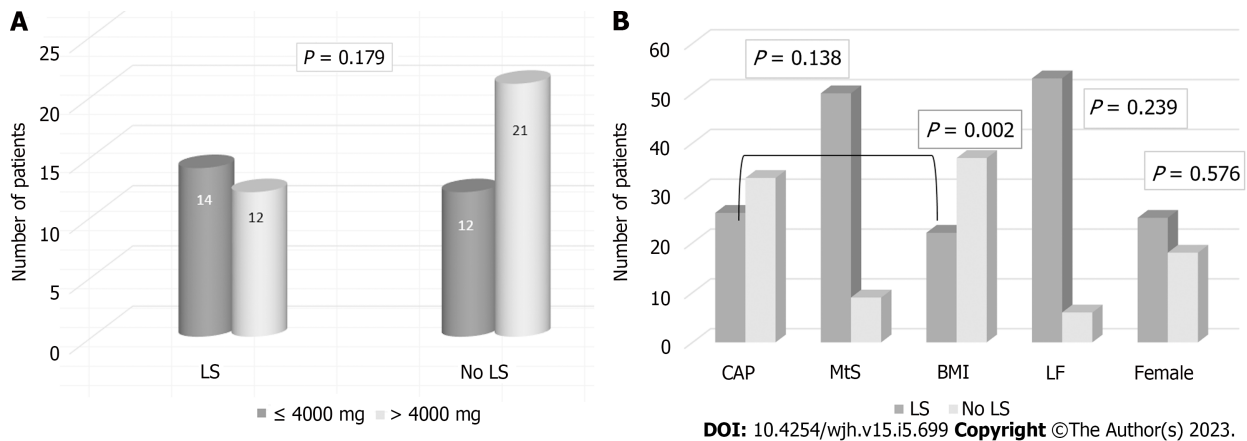 A
Number of patients
25
20
15
10
5
0
P = 0.179
14
12
12
21
LS
No LS
≤ 4000 mg > 4000 mg
B
Number of patients
60
50
40
30
20
10
0
P = 0.138
P = 0.002
P = 0.239
P = 0.576
CAP MtS BMI LF Female
LS No LS
DOI: 10.4254/wjh.v15.i5.699 Copyright ©The Author(s) 2023.